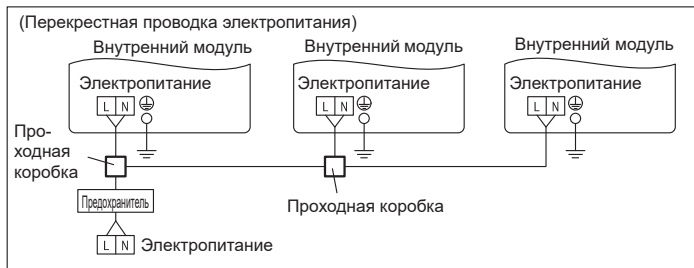 (Перекрестная проводка электропитания)
Внутренний модуль Внутренний модуль Внутренний модуль
Электропитание Электропитание Электропитание
L N L N L N
Про-
ходная
коробка
Проходная коробка
Предохранитель
L N Электропитание